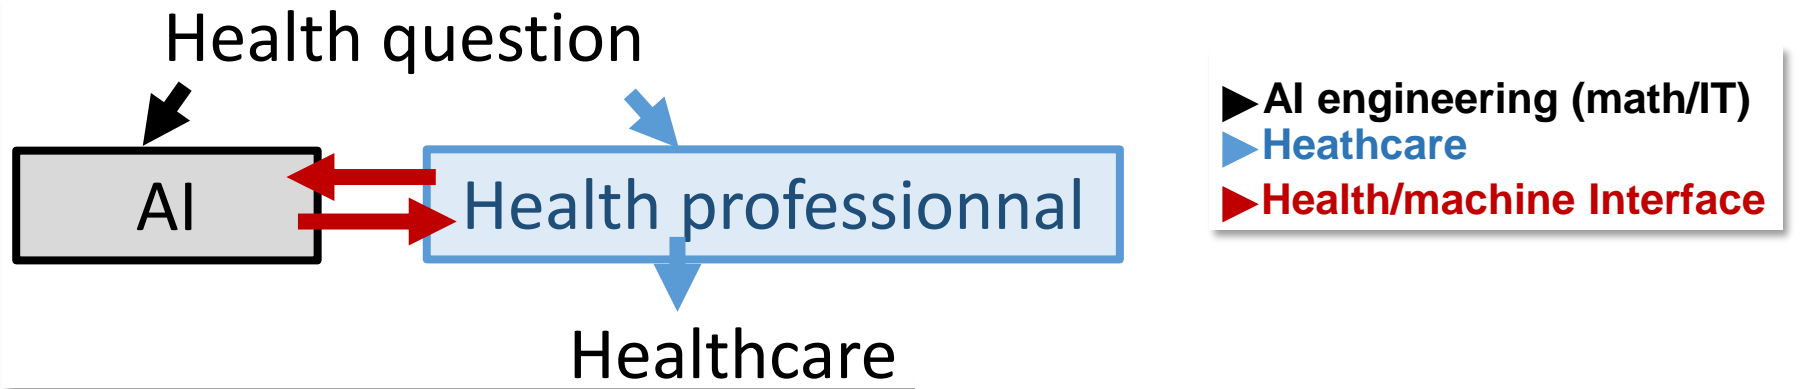 Health question
AI
Health professionnal
Healthcare
AI engineering (math/IT)
Heathcare
Health/machine Interface